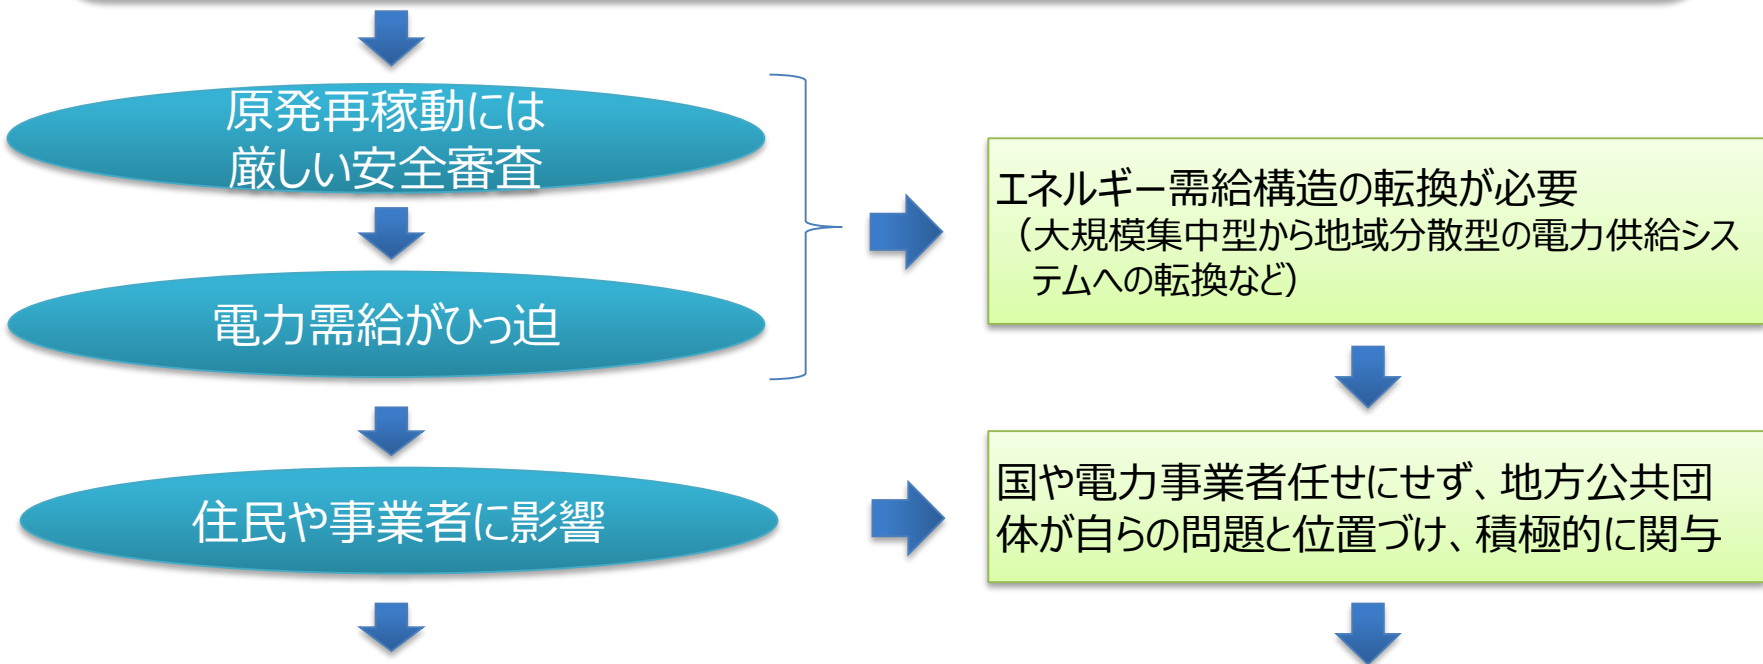 原発再稼動には
厳しい安全審査
電力需給がひっ迫
住民や事業者に影響
エネルギー需給構造の転換が必要
（大規模集中型から地域分散型の電力供給シス
テムへの転換など）
国や電力事業者任せにせず、地方公共団
体が自らの問題と位置づけ、積極的に関与